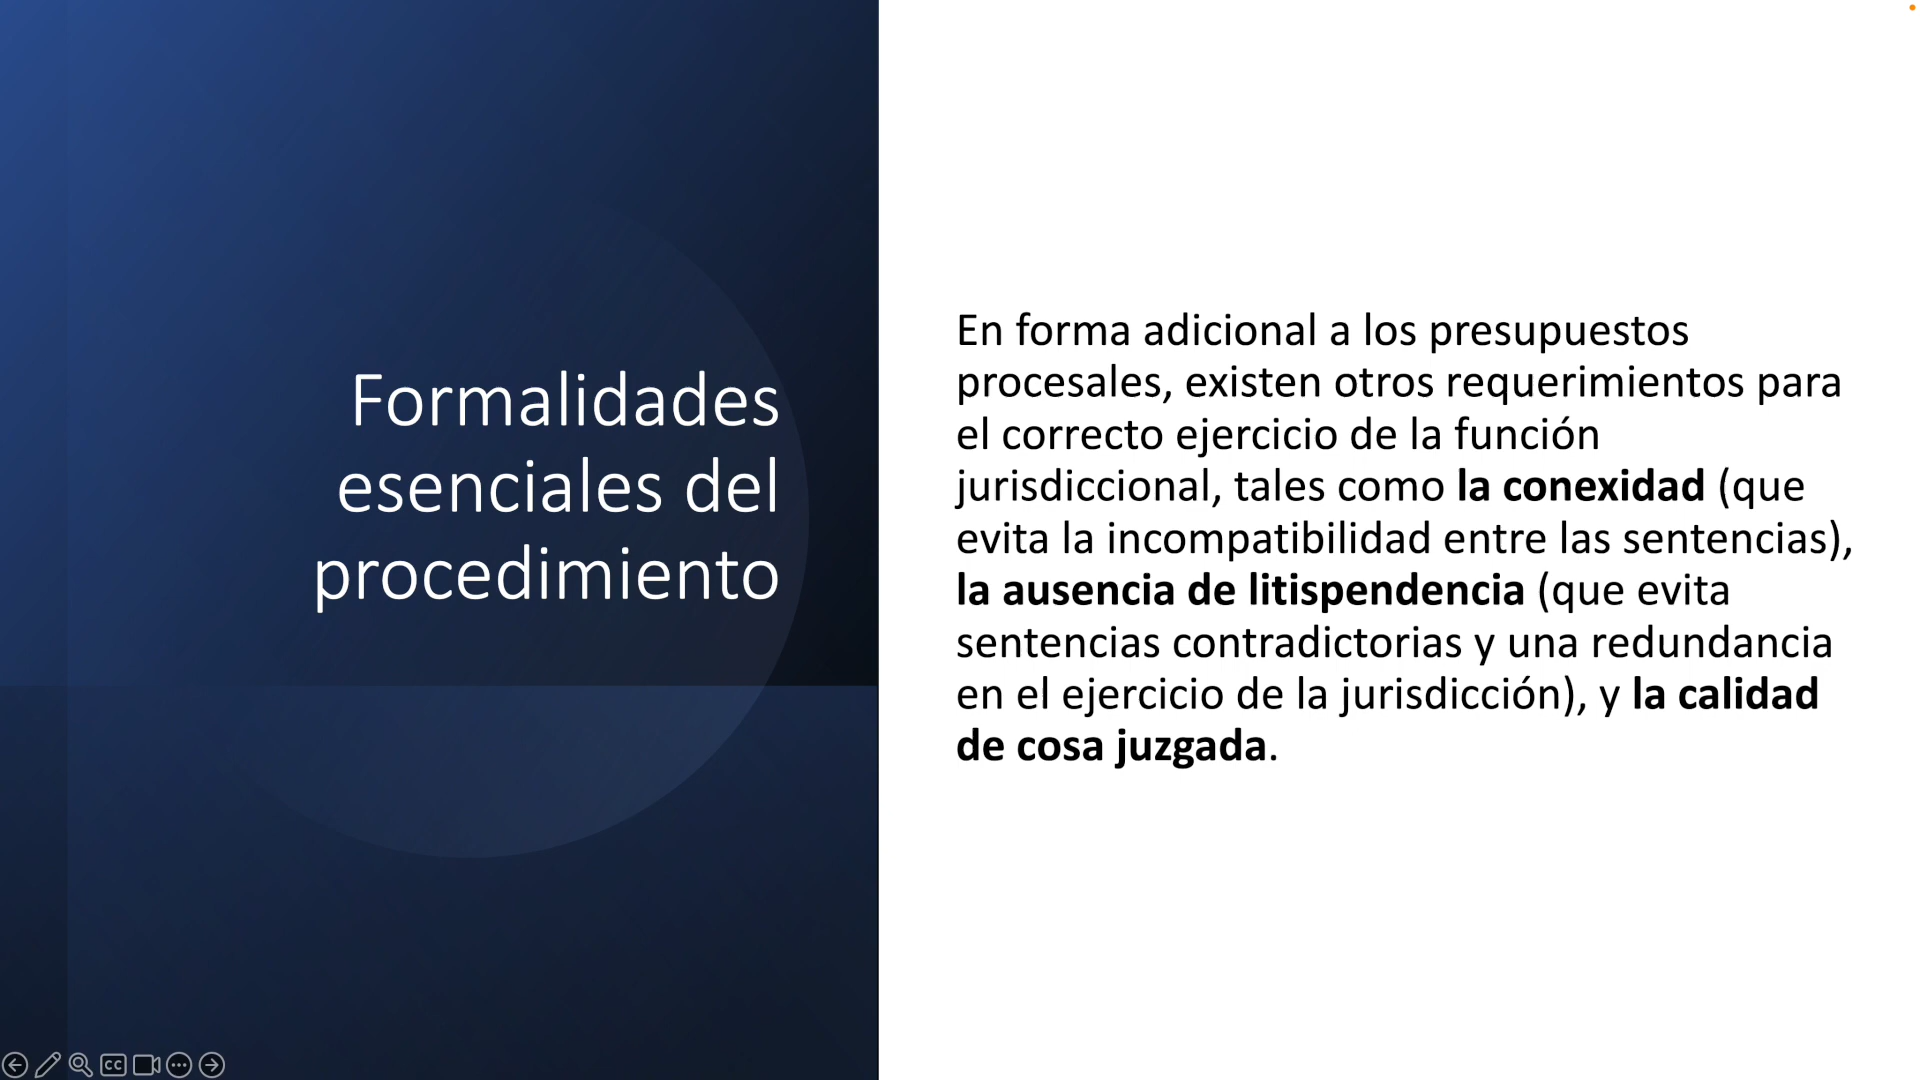 Formalidades
esenciales del
procedimiento
En forma adicional a los presupuestos
procesales, existen otros requerimientos para
el correcto ejercicio de la función
jurisdiccional, tales como la conexidad (que
evita la incompatibilidad entre las sentencias),
la ausencia de litispendencia (que evita
sentencias contradictorias y una redundancia
en el ejercicio de la jurisdicción), y la calidad
de cosa juzgada.
CC